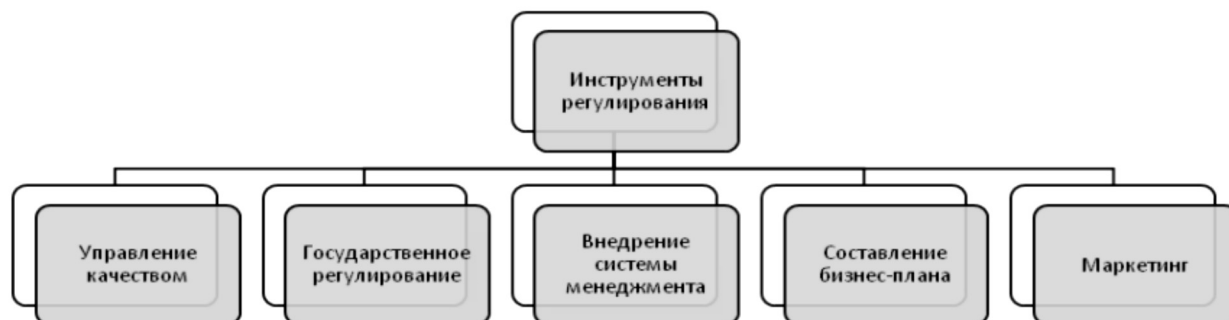 Инструменты
регулирования
Управление
качеством
Государственное
регулирование
Внедрение
системы
менеджмента
Составление
бизнес-плана
Маркетинг